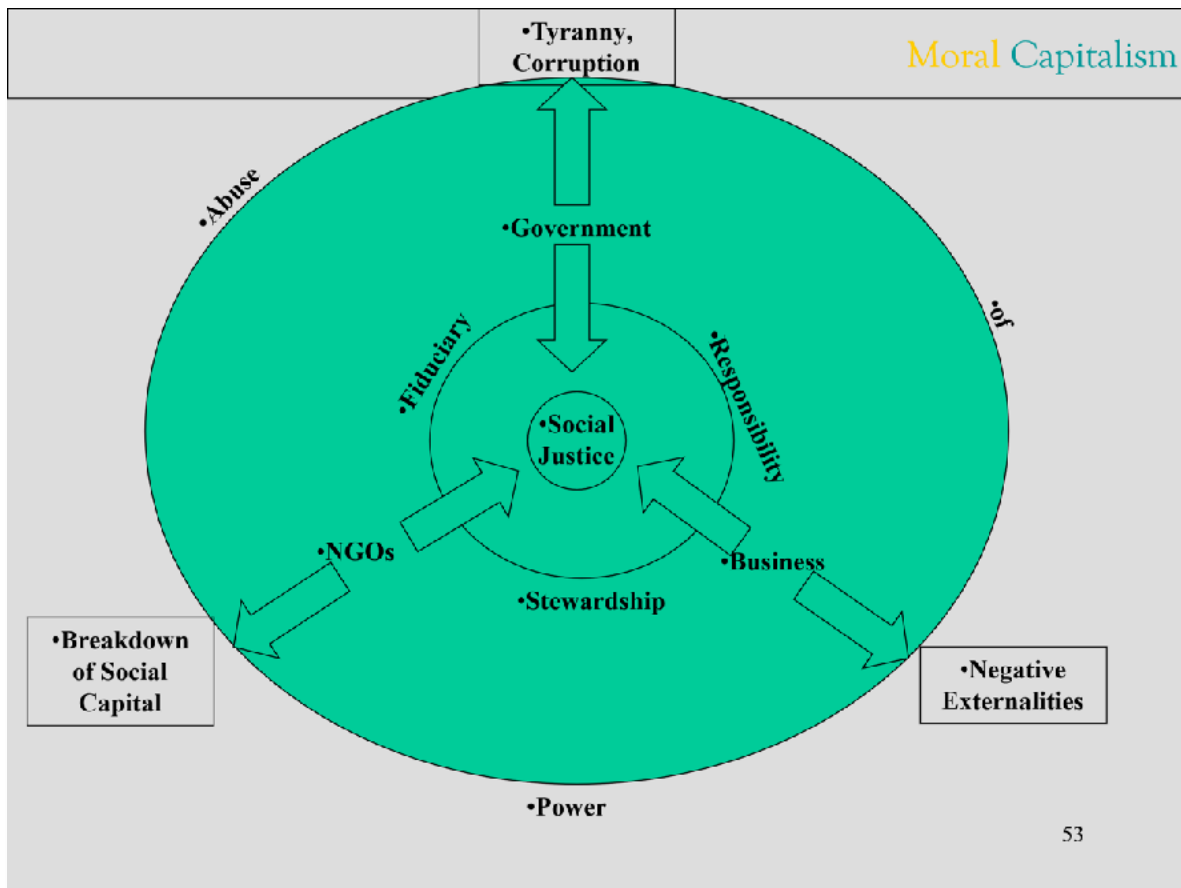 •Tyranny,
Corruption
Moral Capitalism
•Abuse
•Government
•of
•Fiduciary
•Responsibility
•Social
Justice
•NGOs
•Business
•Stewardship
•Breakdown
of Social
Capital
•Negative
Externalities
•Power
53